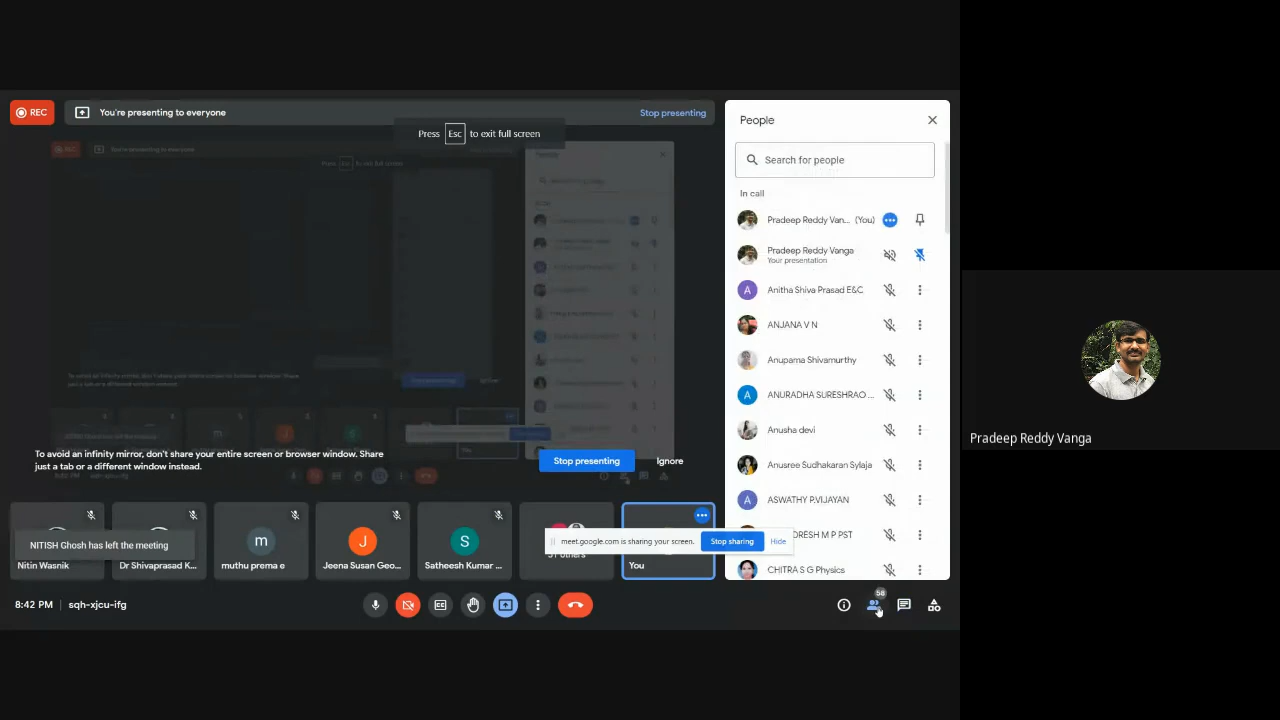 REC
You're presenting to everyone
Stop presenting
Press Esc to exit full screen
People
Search for people
In call
Pradeep Reddy Van... (You)
Pradeep Reddy Vanga
Your presentation
A Anitha Shiva Prasad E&C
ANJANA V N
Anupama Shivamurthy
A ANURADHA SURESHRAO ...
Anusha devi
Anusree Sudhakaran Sylaja
A ASWATHY P.VIJAYAN
ORESH M P PST
CHITRA S G Physics
To avoid an infinity mirror, don't share your entire screen or browser window. Share
just a tab or a different window instead.
Stop presenting
Ignore
NITISH Ghosh has left the meeting
meet.google.com is sharing your screen.
Stop sharing
Hide
m
J
S
Nitin Wasnik
Dr Shivaprasad K...
muthu prema e
Jeena Susan Geo...
Satheesh Kumar ...
You
8:42 PM | sqh-xjcu-ifg
58
Pradeep Reddy Vanga